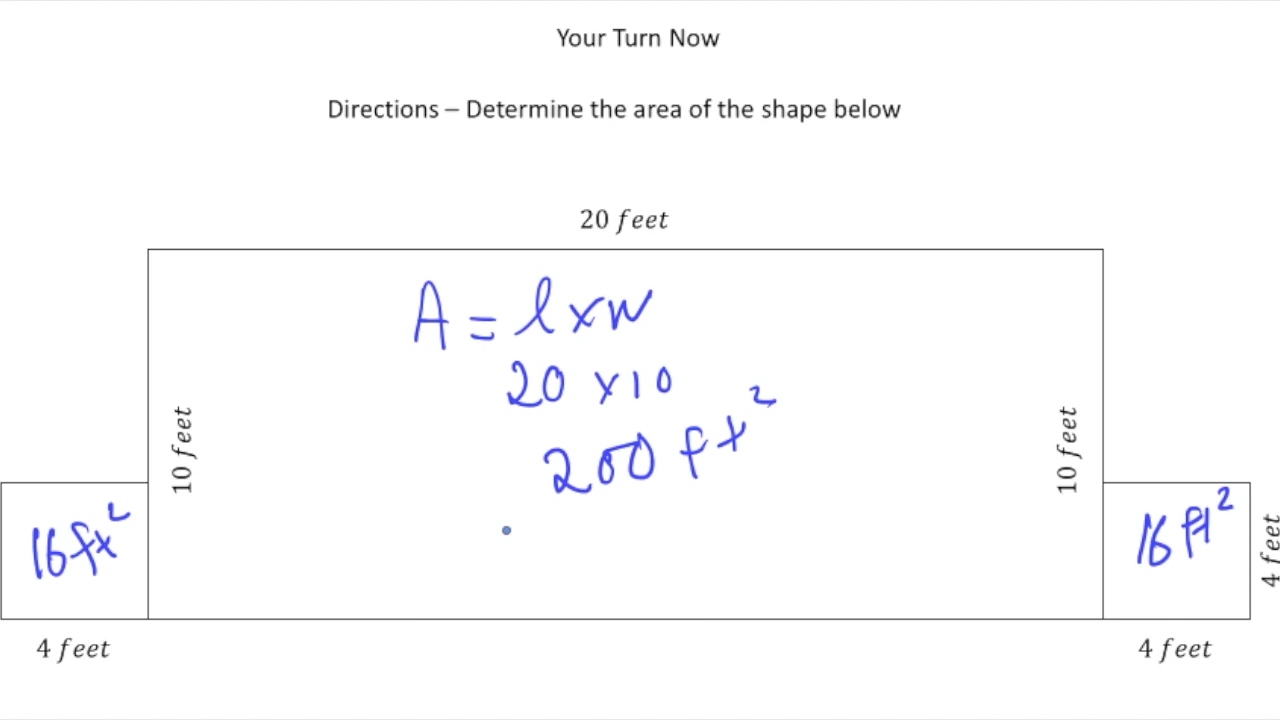 Your Turn Now
Directions – Determine the area of the shape below
20 feet
A = l x w
20 x 10
200 ft²
10 feet
10 feet
16 ft²
16 ft²
4 feet
4 feet
4 feet